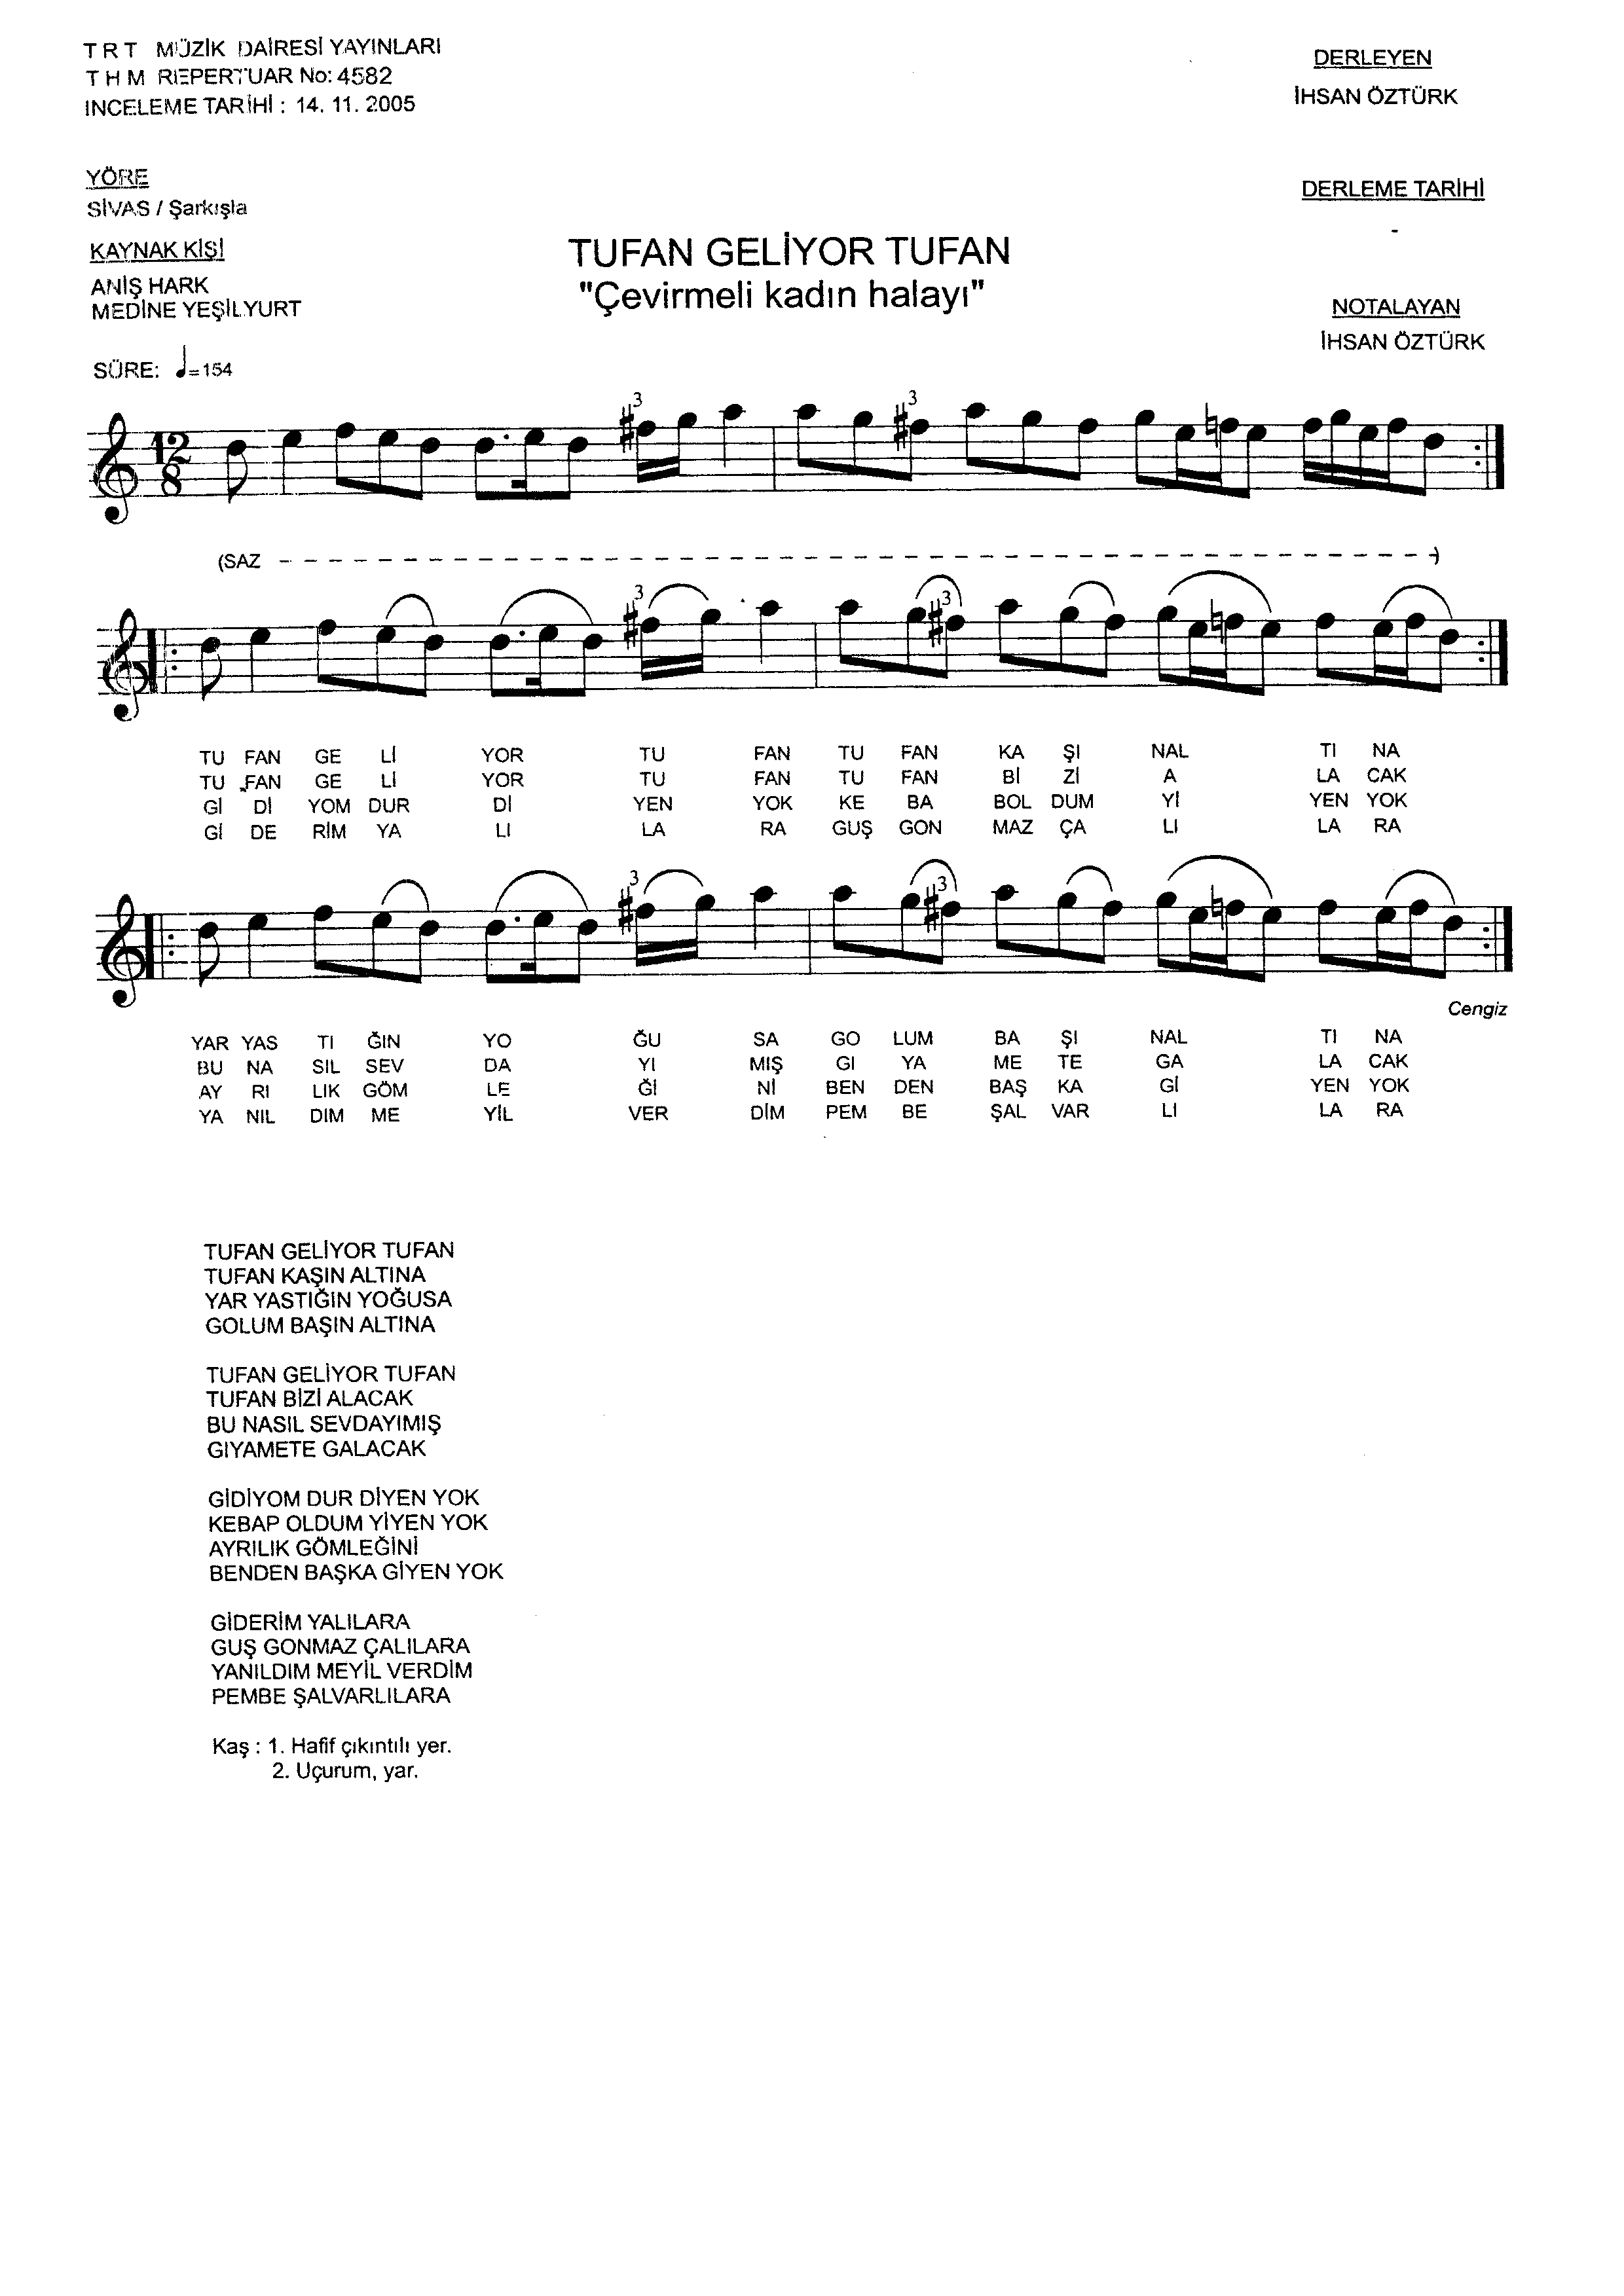 TRT MÜZİK DAİRESİ YAYINLARI
THM REPERTUAR No: 4582
INCELEME TARİHİ : 14. 11. 2005
DERLEYEN
İHSAN ÖZTÜRK
YÖRE
SİVAS / Şarkışla
DERLEME TARİHİ
-
KAYNAK KİŞİ
ANİŞ HARK
MEDİNE YEŞİLYURT
TUFAN GELİYOR TUFAN
"Çevirmeli kadın halayı"
NOTALAYAN
İHSAN ÖZTÜRK
SÜRE: ♩=154
3 3
12
8
(SAZ - - - - - - - - - - - - - - - - - - - - - - - - )
3 3
TU FAN GE Lİ YOR TU FAN TU FAN KA ŞI NAL TI NA
TU FAN GE Lİ YOR TU FAN TU FAN Bİ Zİ A LA CAK
Gİ Dİ YOM DUR Dİ YEN YOK KE BA BOL DUM Yİ YEN YOK
Gİ DE RİM YA LI LA RA GUŞ GON MAZ ÇA LI LA RA
3 3
Cengiz
YAR YAS TI ĞIN YO ĞU SA GO LUM BA ŞI NAL TI NA
BU NA SIL SEV DA YI MIŞ GI YA ME TE GA LA CAK
AY RI LIK GÖM LE Ğİ Nİ BEN DEN BAŞ KA Gİ YEN YOK
YA NIL DIM ME YİL VER DİM PEM BE ŞAL VAR LI LA RA
TUFAN GELİYOR TUFAN
TUFAN KAŞIN ALTINA
YAR YASTIĞIN YOĞUSA
GOLUM BAŞIN ALTINA
TUFAN GELİYOR TUFAN
TUFAN BİZİ ALACAK
BU NASIL SEVDAYIMIŞ
GIYAMETE GALACAK
GİDİYOM DUR DİYEN YOK
KEBAP OLDUM YİYEN YOK
AYRILIK GÖMLEĞİNİ
BENDEN BAŞKA GİYEN YOK
GİDERİM YALILARA
GUŞ GONMAZ ÇALILARA
YANILDIM MEYİL VERDİM
PEMBE ŞALVARLILARA
Kaş : 1. Hafif çıkıntılı yer.
2. Uçurum, yar.